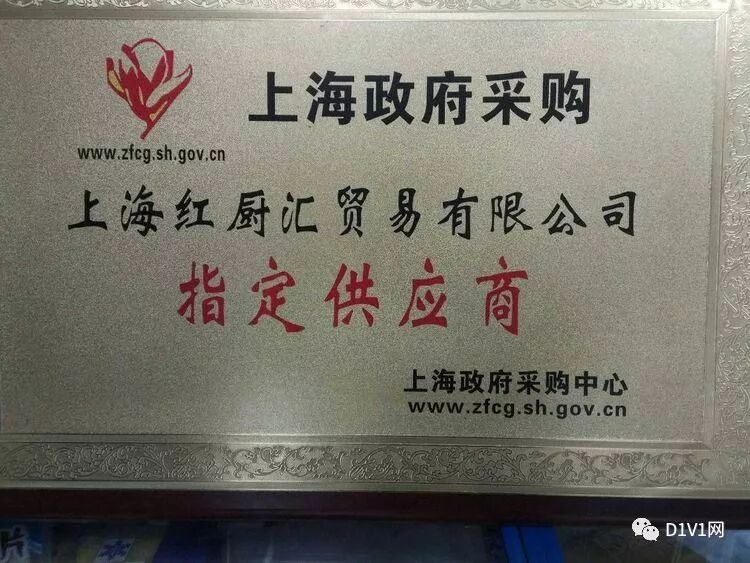 上海政府采购
www.zfcg.sh.gov.cn
上海红厨汇贸易有限公司
指定供应商
上海政府采购中心
www.zfcg.sh.gov.cn
片
D1V1网